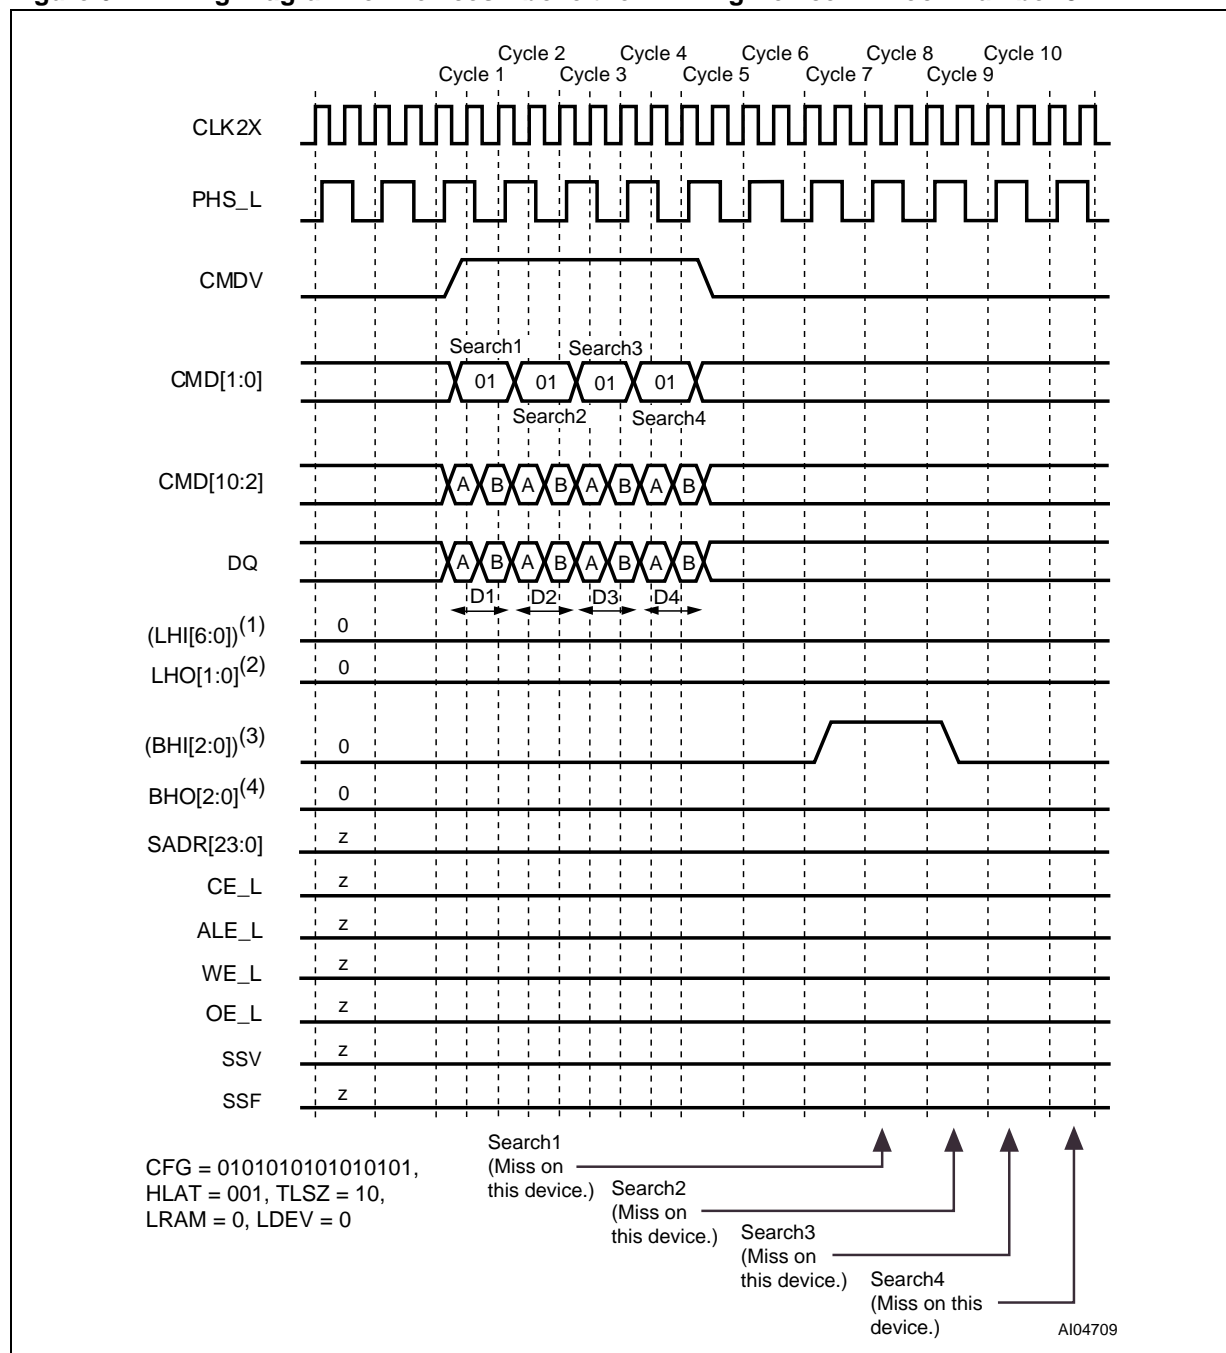 Cycle 2 Cycle 4 Cycle 6 Cycle 8 Cycle 10
Cycle 1 Cycle 3 Cycle 5 Cycle 7 Cycle 9
CLK2X
PHS_L
CMDV
Search1 Search3
CMD[1:0] 01 01 01 01
Search2 Search4
CMD[10:2] A B A B A B A B
DQ A B A B A B A B
D1 D2 D3 D4
(LHI[6:0])(1) 0
LHO[1:0](2) 0
(BHI[2:0])(3) 0
BHO[2:0](4) 0
SADR[23:0] z
CE_L z
ALE_L z
WE_L z
OE_L z
SSV z
SSF z
CFG = 0101010101010101,
HLAT = 001, TLSZ = 10,
LRAM = 0, LDEV = 0
Search1
(Miss on
this device.)
Search2
(Miss on
this device.)
Search3
(Miss on
this device.)
Search4
(Miss on this
device.)
AI04709